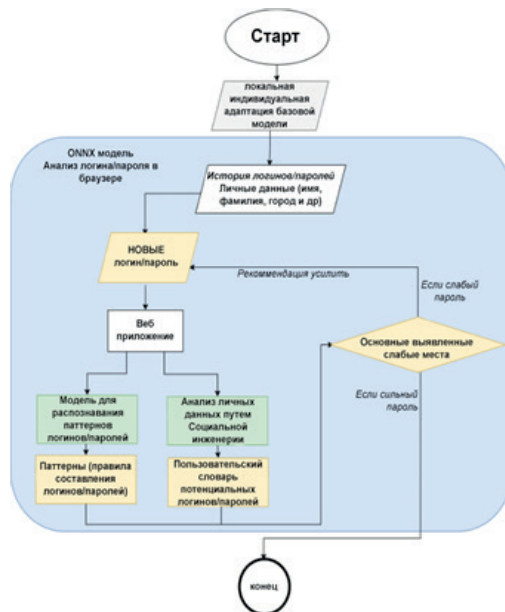 Старт
локальная
индивидуальная
адаптация базовой
модели
ONNX модель
Анализ логина/пароля в
браузере
История логинов/паролей
Личные данные (имя,
фамилия, город и др)
НОВЫЕ
логин/пароль
Рекомендация усилить
Если слабый
пароль
Веб
приложение
Основные выявленные
слабые места
Если сильный
пароль
Модель для
распознавания
паттернов
логинов/паролей
Анализ личных
данных путем
Социальной
инженерии
Паттерны (правила
составления
логинов/паролей)
Пользовательский
словарь
потенциальных
логинов/паролей
конец